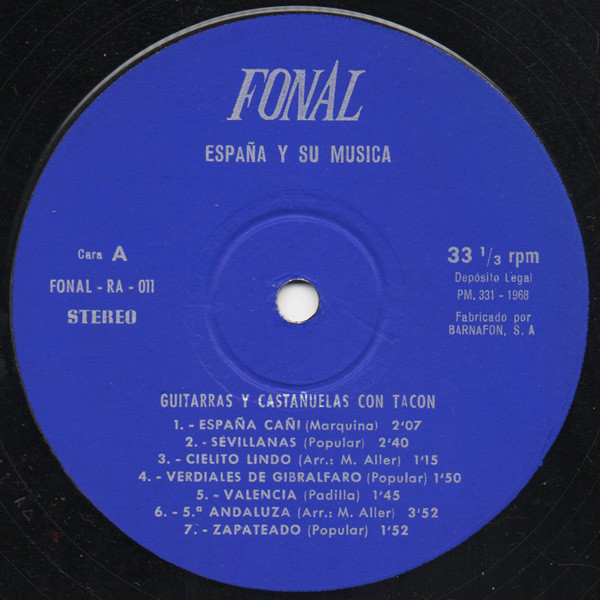 FONAL
ESPAÑA Y SU MUSICA
Cara A
FONAL - RA - 011
STEREO
33 1/3 rpm
Depósito Legal
PM. 331 - 1968
Fabricado por
BARNAFON, S. A
GUITARRAS Y CASTAÑUELAS CON TACON
1. - ESPAÑA CAÑI (Marquina) 2'07
2. - SEVILLANAS (Popular) 2'40
3. - CIELITO LINDO (Arr.: M. Aller) 1'15
4. - VERDIALES DE GIBRALFARO (Popular) 1'50
5. - VALENCIA (Padilla) 1'45
6. - 5.ª ANDALUZA (Arr.: M. Aller) 3'52
7. - ZAPATEADO (Popular) 1'52